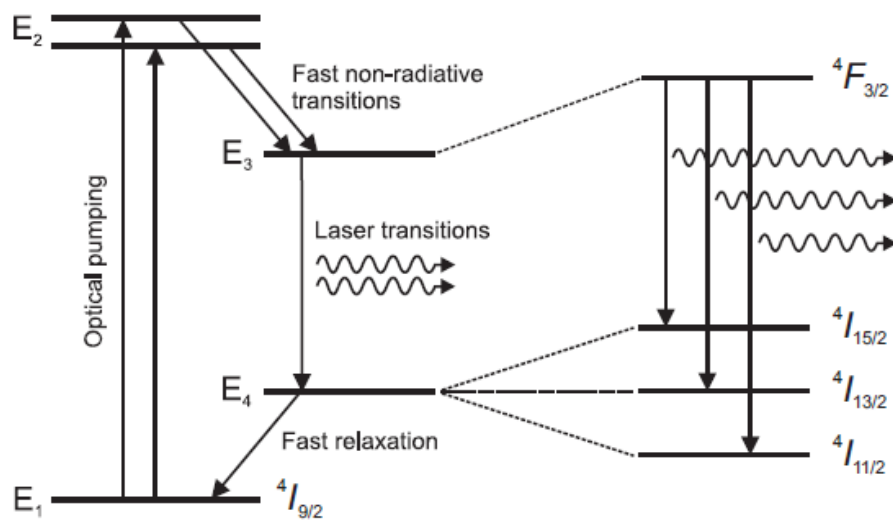 E₂
Fast non-radiative
transitions
⁴F₃/₂
E₃
Optical pumping
Laser transitions
⁴I₁₅/₂
E₄
⁴I₁₃/₂
Fast relaxation
⁴I₁₁/₂
E₁
⁴I₉/₂